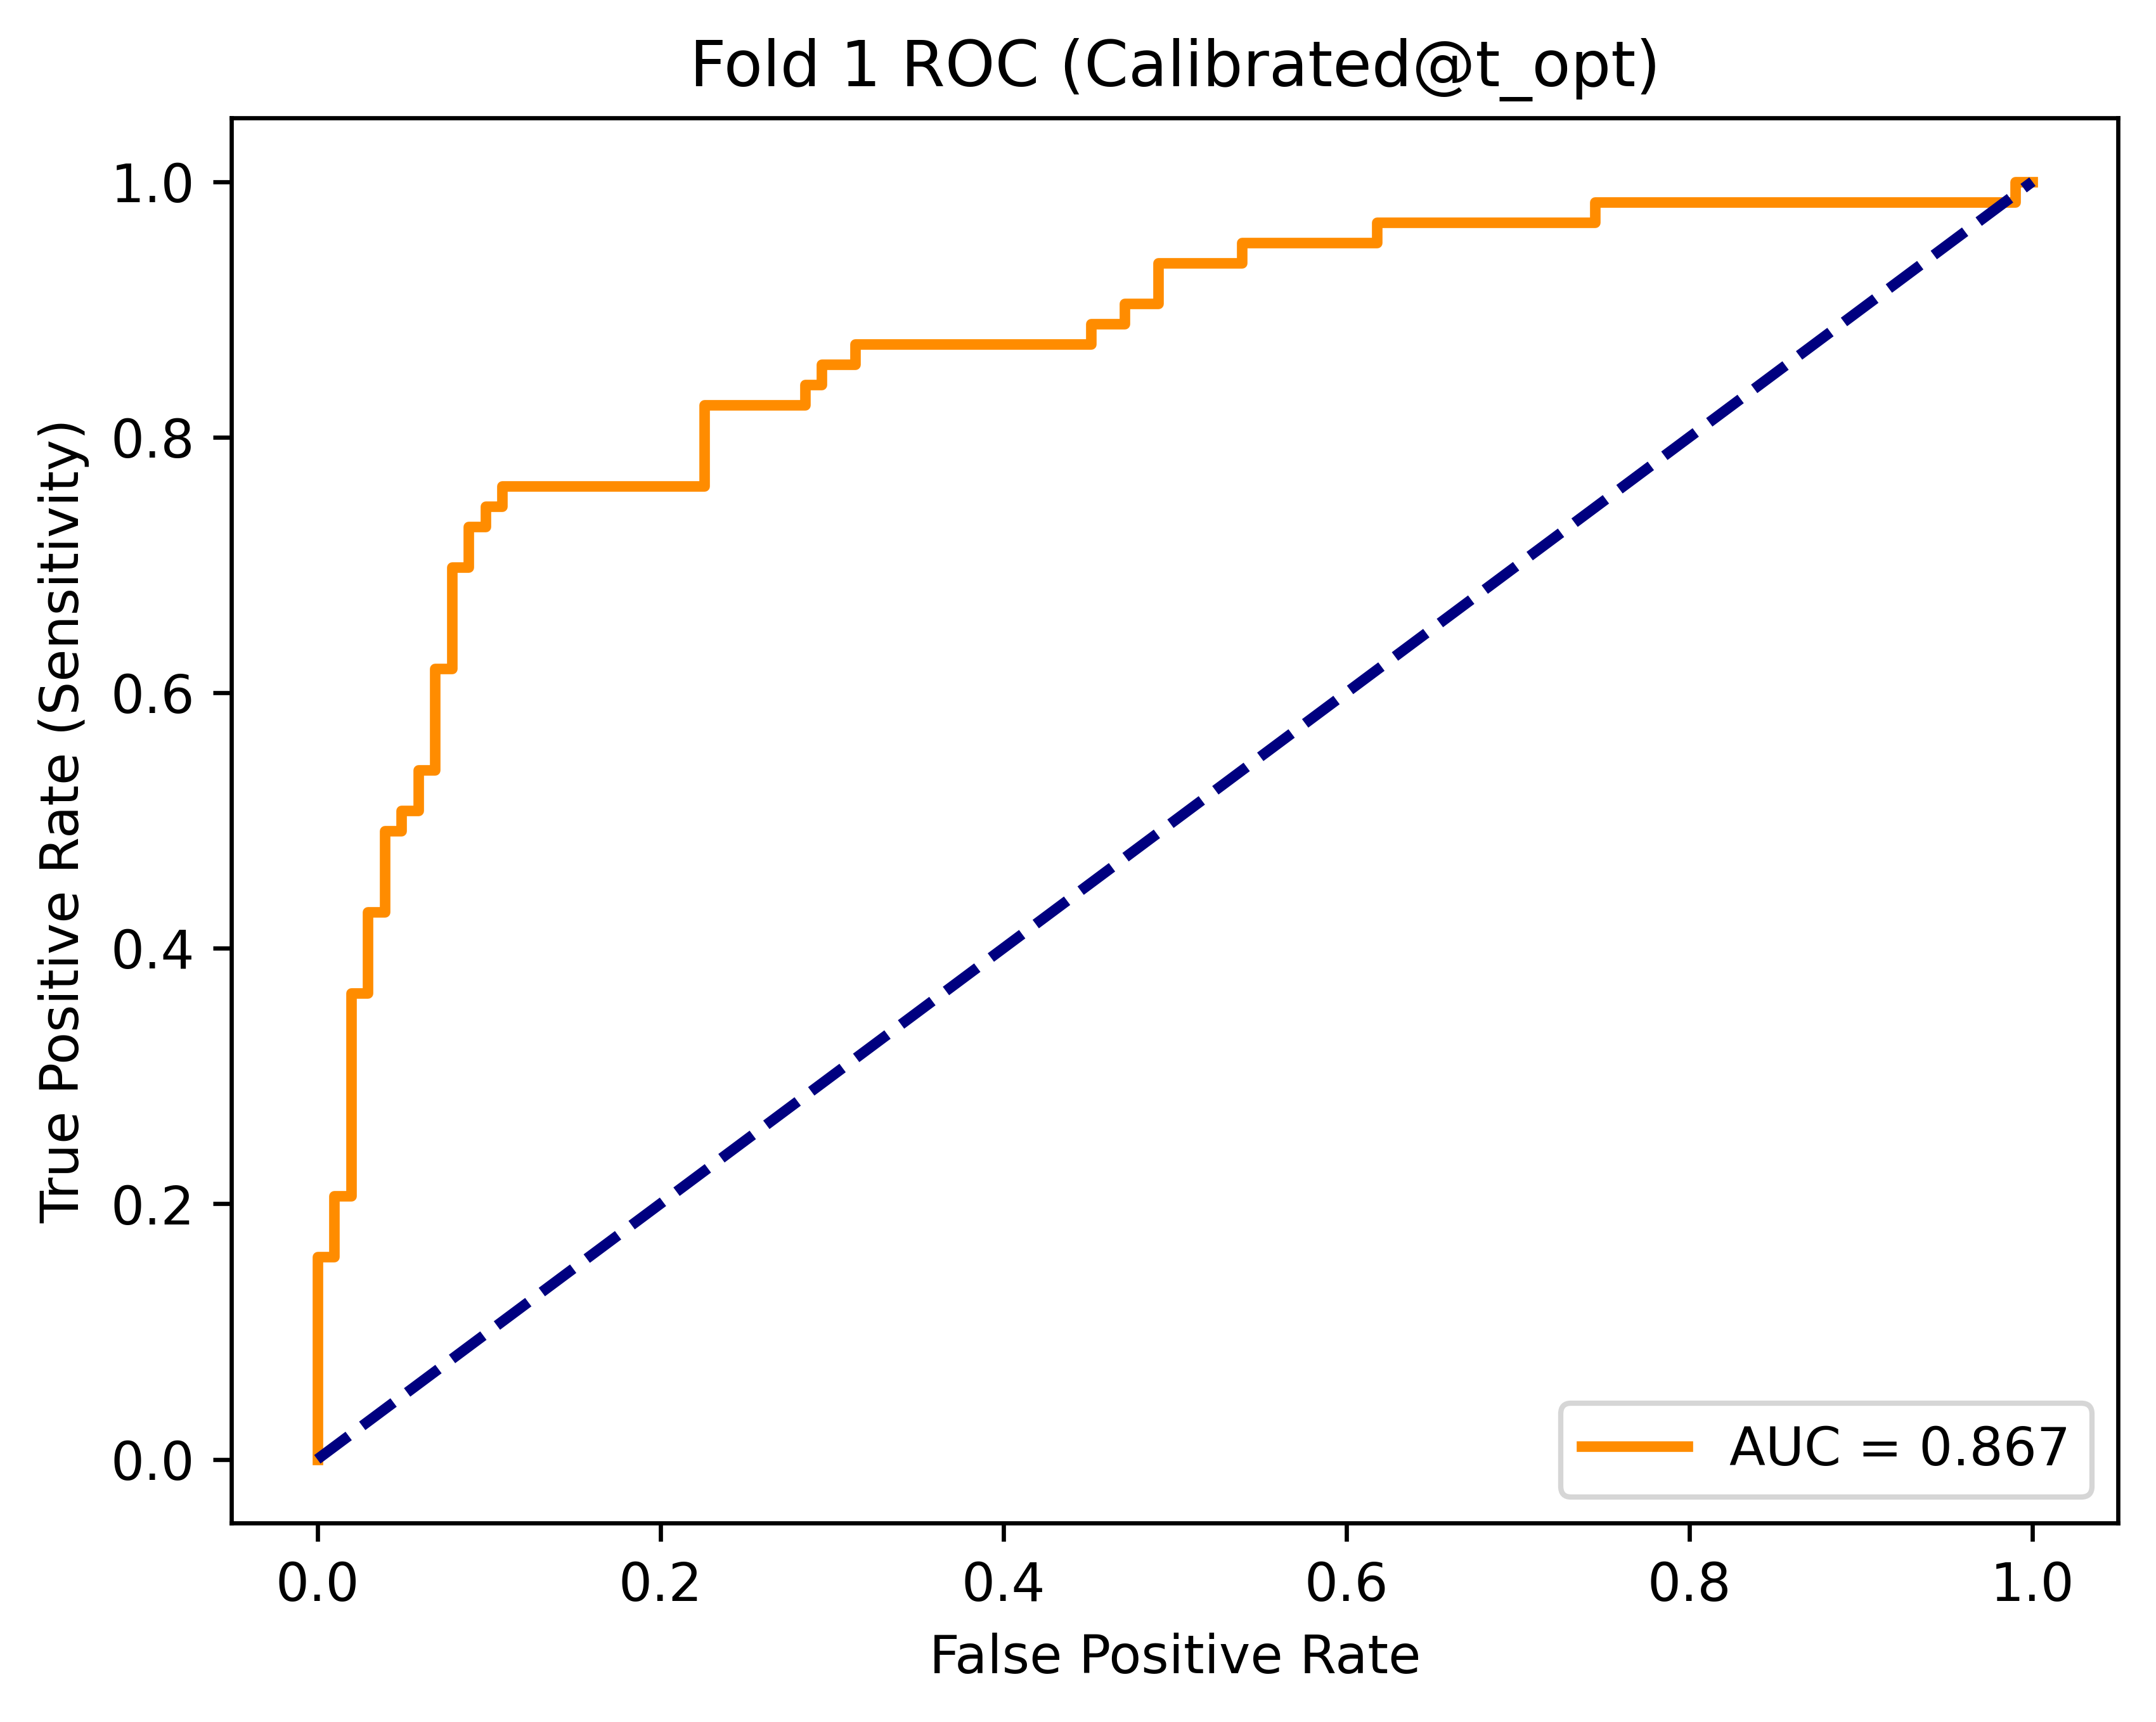 Fold 1 ROC (Calibrated@t_opt)
True Positive Rate (Sensitivity)
1.0
0.8
0.6
0.4
0.2
0.0
AUC = 0.867
0.0 0.2 0.4 0.6 0.8 1.0
False Positive Rate